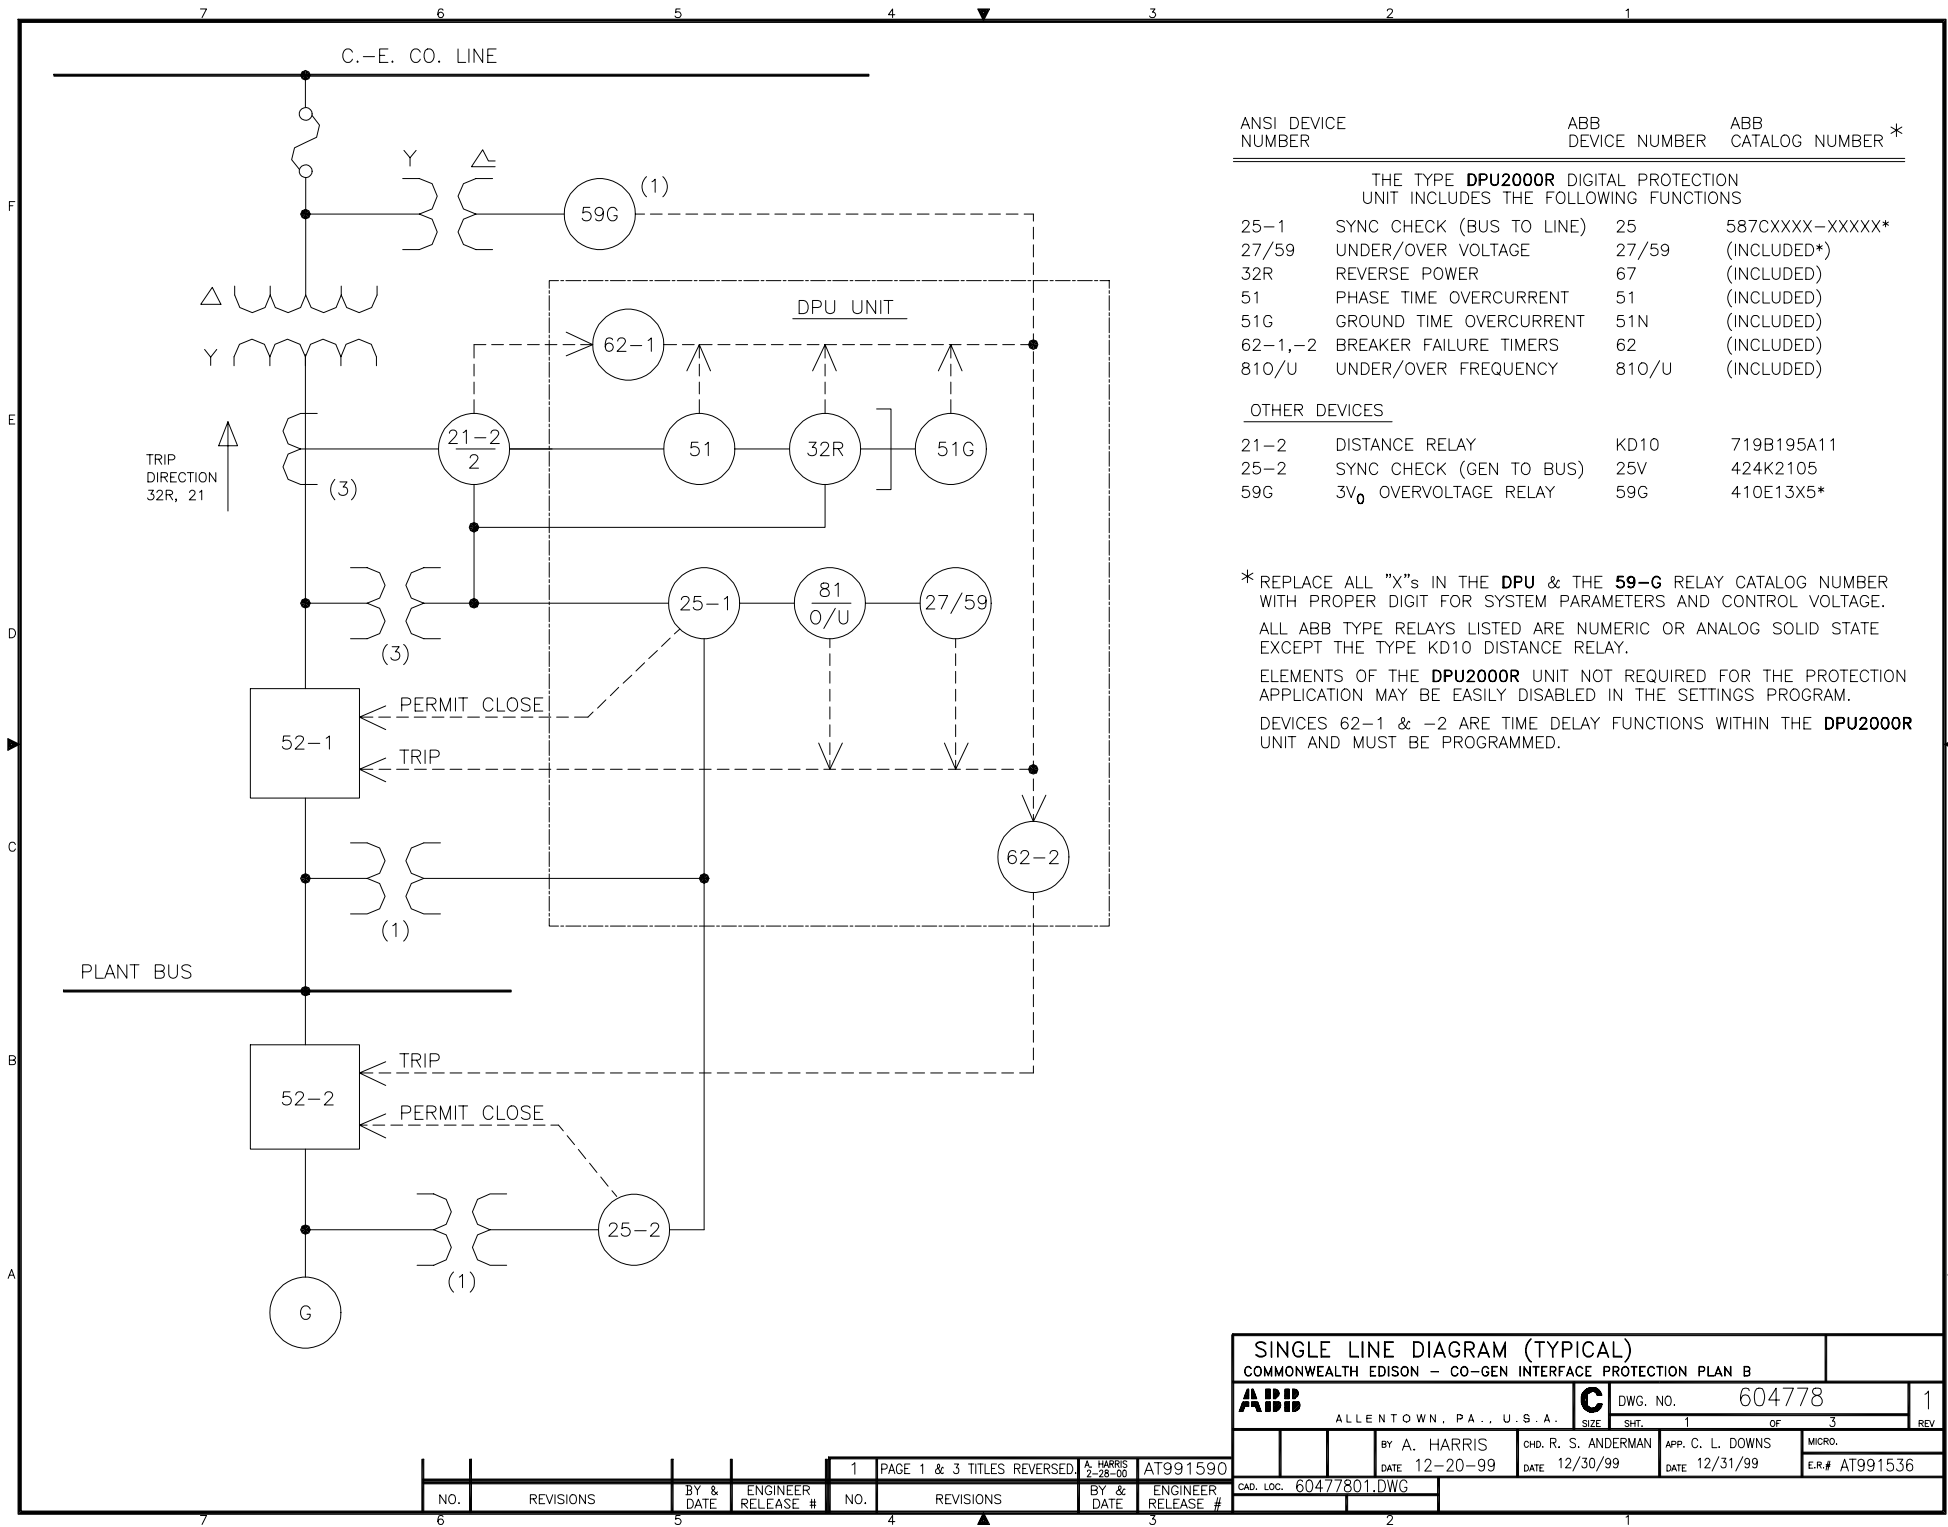 7 6 5 4 3 2 1
C.-E. CO. LINE
F
E
D
C
B
A
Y
59G
(1)
DPU UNIT
62-1
Y
21-2
2
51
32R
51G
TRIP
DIRECTION
32R, 21
(3)
25-1
81
O/U
27/59
(3)
PERMIT CLOSE
52-1
TRIP
62-2
(1)
PLANT BUS
TRIP
52-2
PERMIT CLOSE
25-2
(1)
G
ANSI DEVICE NUMBER
ABB DEVICE NUMBER
ABB CATALOG NUMBER *
THE TYPE DPU2000R DIGITAL PROTECTION
UNIT INCLUDES THE FOLLOWING FUNCTIONS
25-1 SYNC CHECK (BUS TO LINE) 25 587CXXXX-XXXXX*
27/59 UNDER/OVER VOLTAGE 27/59 (INCLUDED*)
32R REVERSE POWER 67 (INCLUDED)
51 PHASE TIME OVERCURRENT 51 (INCLUDED)
51G GROUND TIME OVERCURRENT 51N (INCLUDED)
62-1,-2 BREAKER FAILURE TIMERS 62 (INCLUDED)
81O/U UNDER/OVER FREQUENCY 81O/U (INCLUDED)
OTHER DEVICES
21-2 DISTANCE RELAY KD10 719B195A11
25-2 SYNC CHECK (GEN TO BUS) 25V 424K2105
59G 3V0 OVERVOLTAGE RELAY 59G 410E13X5*
* REPLACE ALL "X"s IN THE DPU & THE 59-G RELAY CATALOG NUMBER
WITH PROPER DIGIT FOR SYSTEM PARAMETERS AND CONTROL VOLTAGE.
ALL ABB TYPE RELAYS LISTED ARE NUMERIC OR ANALOG SOLID STATE
EXCEPT THE TYPE KD10 DISTANCE RELAY.
ELEMENTS OF THE DPU2000R UNIT NOT REQUIRED FOR THE PROTECTION
APPLICATION MAY BE EASILY DISABLED IN THE SETTINGS PROGRAM.
DEVICES 62-1 & -2 ARE TIME DELAY FUNCTIONS WITHIN THE DPU2000R
UNIT AND MUST BE PROGRAMMED.
SINGLE LINE DIAGRAM (TYPICAL)
COMMONWEALTH EDISON - CO-GEN INTERFACE PROTECTION PLAN B
ABB
ALLENTOWN, PA., U.S.A.
C
SIZE
DWG. NO. 604778
SHT. 1 OF 3
1
REV
BY A. HARRIS
DATE 12-20-99
CHD. R. S. ANDERMAN
DATE 12/30/99
APP. C. L. DOWNS
DATE 12/31/99
MICRO.
E.R.# AT991536
CAD. LOC. 60477801.DWG
1 PAGE 1 & 3 TITLES REVERSED. A. HARRIS 2-28-00 AT991590
NO. REVISIONS BY & DATE ENGINEER RELEASE #
NO. REVISIONS BY & DATE ENGINEER RELEASE #
7 6 5 4 3 2 1